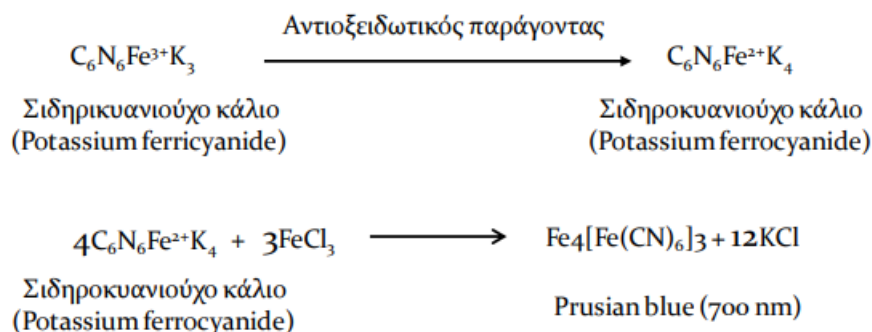 Αντιοξειδωτικός παράγοντας
C₆N₆Fe³⁺K₃ C₆N₆Fe²⁺K₄
Σιδηρικυανιούχο κάλιο Σιδηροκυανιούχο κάλιο
(Potassium ferricyanide) (Potassium ferrocyanide)
4C₆N₆Fe²⁺K₄ + 3FeCl₃ Fe4[Fe(CN)₆]3 + 12KCl
Σιδηροκυανιούχο κάλιο
(Potassium ferrocyanide) Prusian blue (700 nm)